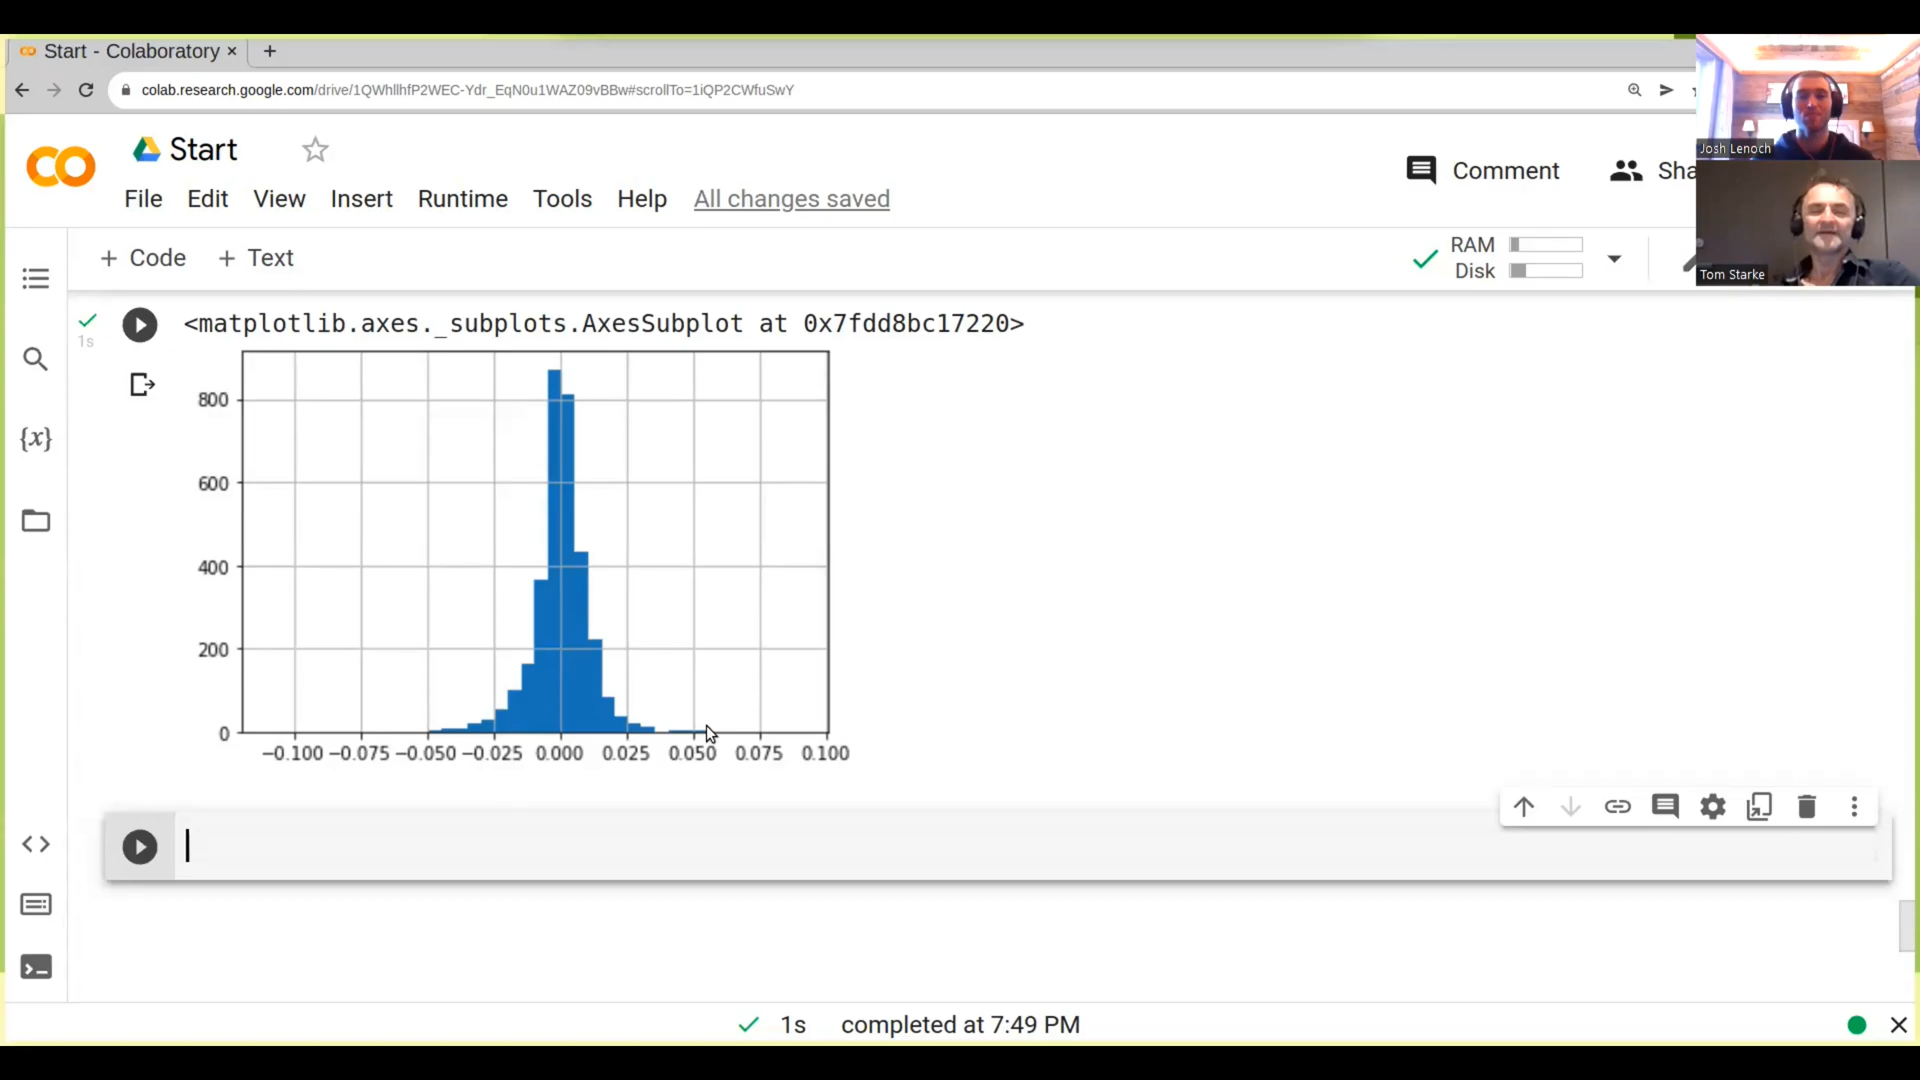 Start - Colaboratory × +
colab.research.google.com/drive/1QWhllhfP2WEC-Ydr_EqN0u1WAZ09vBBw#scrollTo=1iQP2CWfuSwY
Start
Comment
Sha
Josh Lenoch
File Edit View Insert Runtime Tools Help All changes saved
+ Code + Text
RAM
Disk
Tom Starke
<matplotlib.axes._subplots.AxesSubplot at 0x7fdd8bc17220>
1s
{x}
800
600
400
200
0
−0.100 −0.075 −0.050 −0.025 0.000 0.025 0.050 0.075 0.100
1s completed at 7:49 PM